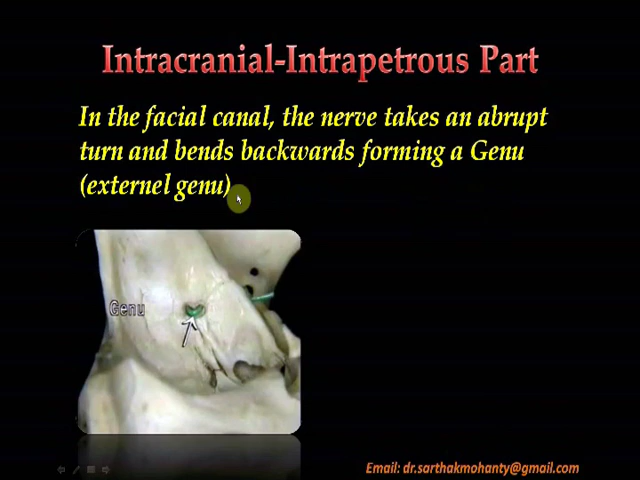 Intracranial-Intrapetrous Part
In the facial canal, the nerve takes an abrupt
turn and bends backwards forming a Genu
(externel genu)
Genu
Email: dr.sarthakmohanty@gmail.com